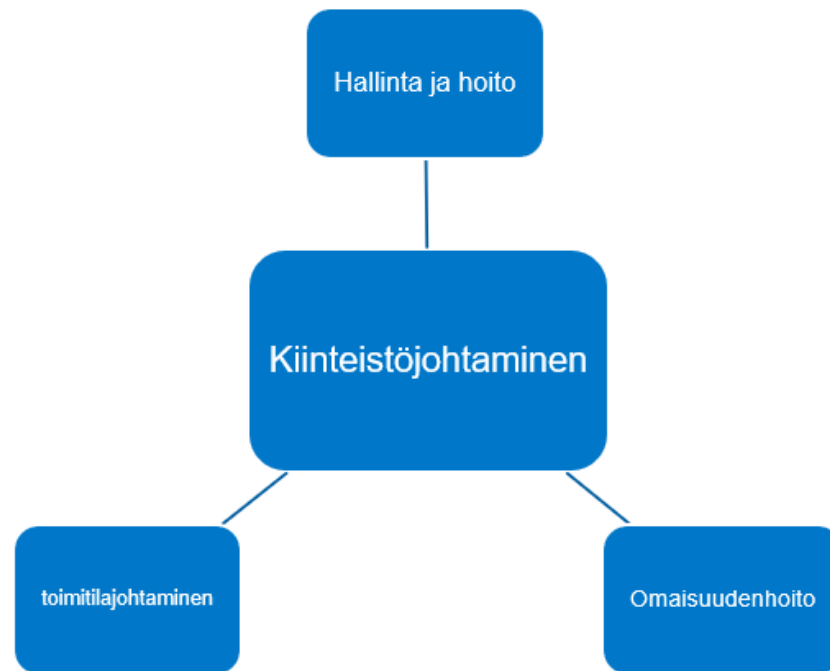 Hallinta ja hoito
Kiinteistöjohtaminen
toimitilajohtaminen
Omaisuudenhoito